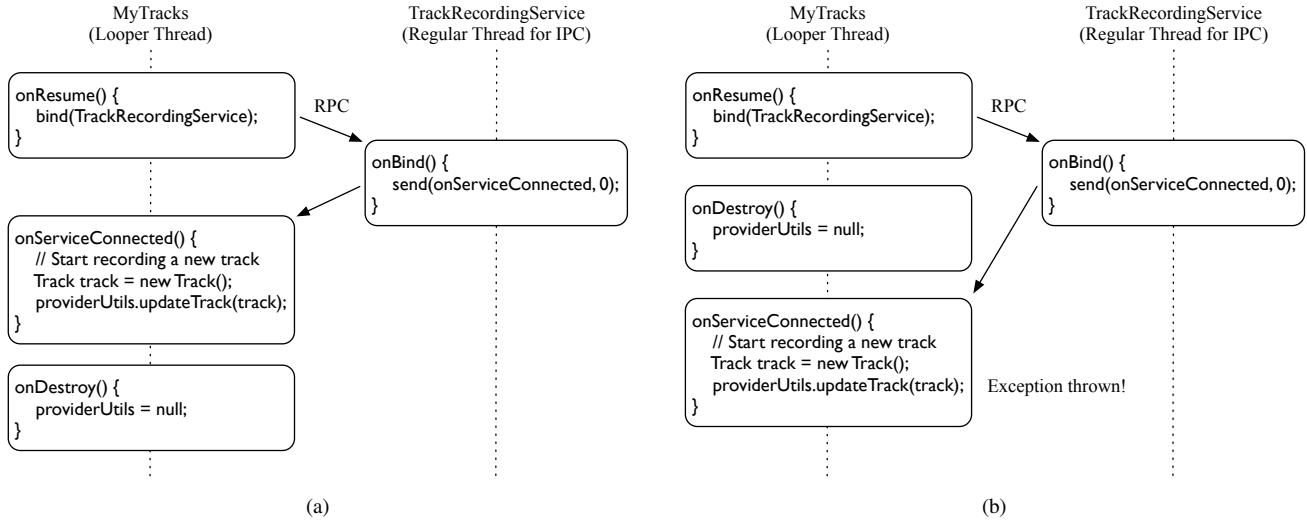 MyTracks
(Looper Thread)
TrackRecordingService
(Regular Thread for IPC)
onResume() {
bind(TrackRecordingService);
}
RPC
onBind() {
send(onServiceConnected, 0);
}
onServiceConnected() {
// Start recording a new track
Track track = new Track();
providerUtils.updateTrack(track);
}
onDestroy() {
providerUtils = null;
}
(a)
MyTracks
(Looper Thread)
TrackRecordingService
(Regular Thread for IPC)
onResume() {
bind(TrackRecordingService);
}
RPC
onBind() {
send(onServiceConnected, 0);
}
onDestroy() {
providerUtils = null;
}
onServiceConnected() {
// Start recording a new track
Track track = new Track();
providerUtils.updateTrack(track);
}
Exception thrown!
(b)